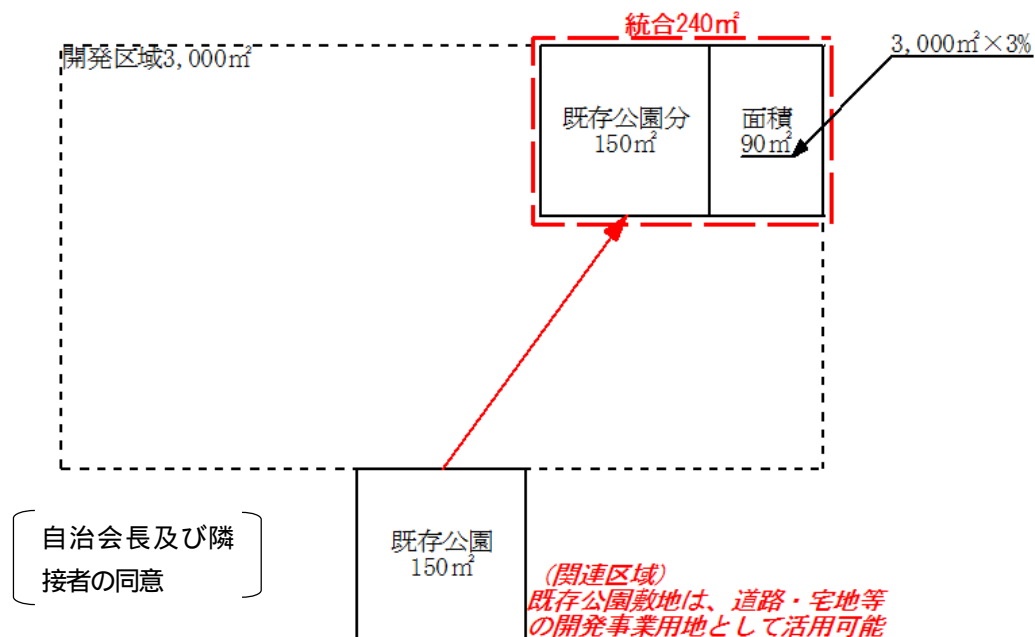 統合240㎡
開発区域3,000㎡
3,000㎡×3%
既存公園分
150㎡
面積
90㎡
自治会長及び隣
接者の同意
既存公園
150㎡
(関連区域)
既存公園敷地は、道路・宅地等
の開発事業用地として活用可能